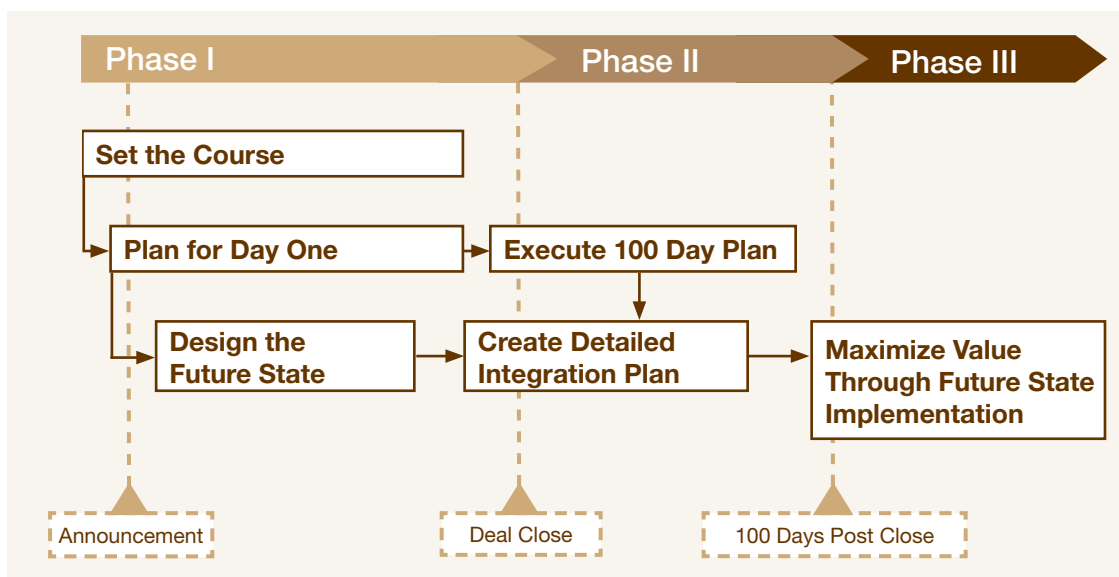 Phase I
Phase II
Phase III
Set the Course
Plan for Day One
Execute 100 Day Plan
Design the
Future State
Create Detailed
Integration Plan
Maximize Value
Through Future State
Implementation
Announcement
Deal Close
100 Days Post Close